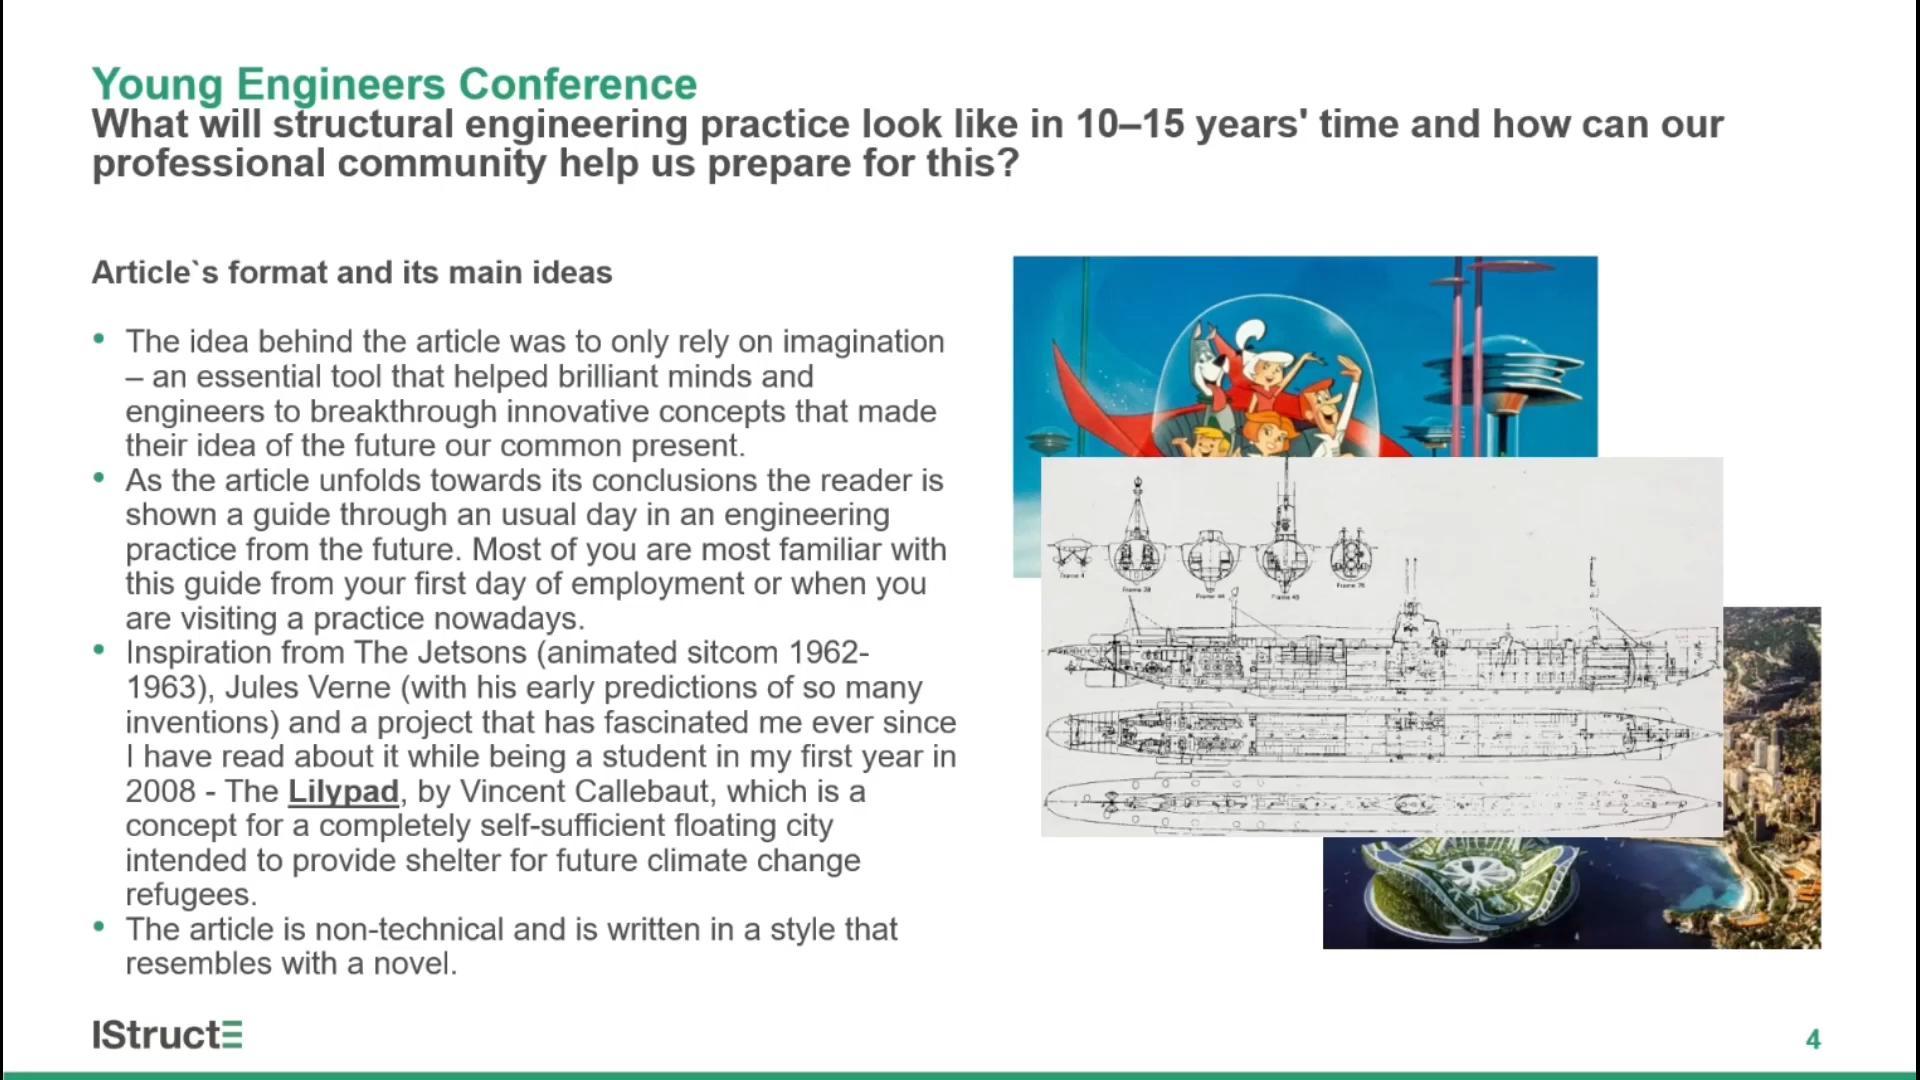 Young Engineers Conference
What will structural engineering practice look like in 10–15 years' time and how can our
professional community help us prepare for this?
Article`s format and its main ideas
• The idea behind the article was to only rely on imagination
– an essential tool that helped brilliant minds and
engineers to breakthrough innovative concepts that made
their idea of the future our common present.
• As the article unfolds towards its conclusions the reader is
shown a guide through an usual day in an engineering
practice from the future. Most of you are most familiar with
this guide from your first day of employment or when you
are visiting a practice nowadays.
• Inspiration from The Jetsons (animated sitcom 1962-
1963), Jules Verne (with his early predictions of so many
inventions) and a project that has fascinated me ever since
I have read about it while being a student in my first year in
2008 - The Lilypad, by Vincent Callebaut, which is a
concept for a completely self-sufficient floating city
intended to provide shelter for future climate change
refugees.
• The article is non-technical and is written in a style that
resembles with a novel.
IStructE
4